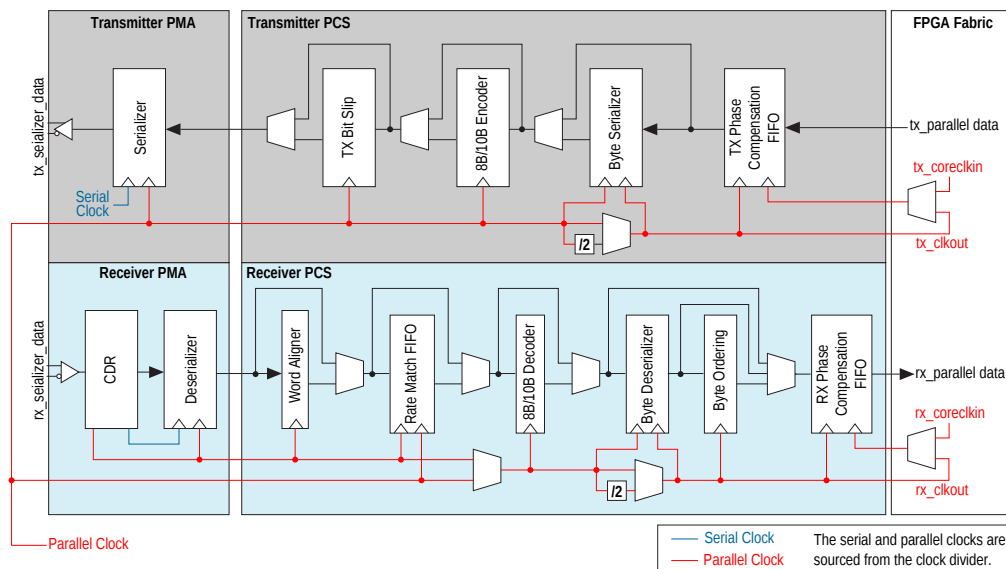 Transmitter PMA
Transmitter PCS
FPGA Fabric
tx_seializer_data
Serializer
TX Bit Slip
8B/10B Encoder
Byte Serializer
TX Phase
Compensation
FIFO
tx_parallel data
tx_coreclkin
Serial
Clock
/2
tx_clkout
Receiver PMA
Receiver PCS
rx_seializer_data
CDR
Deserializer
Word Aligner
Rate Match FIFO
8B/10B Decoder
Byte Deserializer
Byte Ordering
RX Phase
Compensation
FIFO
rx_parallel data
rx_coreclkin
/2
rx_clkout
Parallel Clock
Serial Clock
Parallel Clock
The serial and parallel clocks are
sourced from the clock divider.